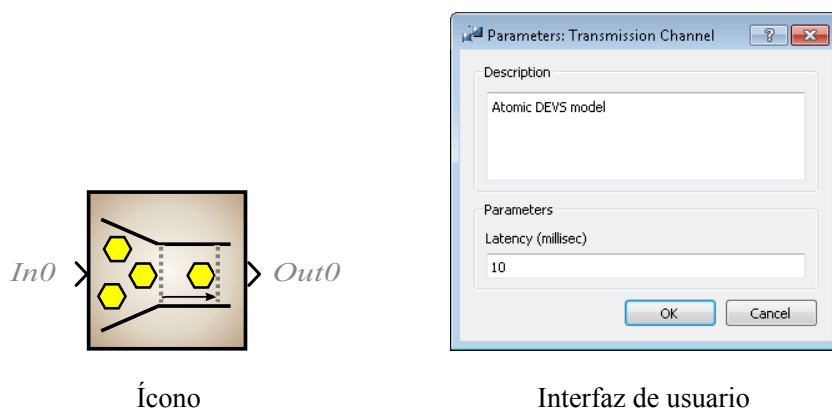 Parameters: Transmission Channel
Description
Atomic DEVS model
Parameters
Latency (millisec)
10
OK Cancel
In0 Out0
Ícono Interfaz de usuario